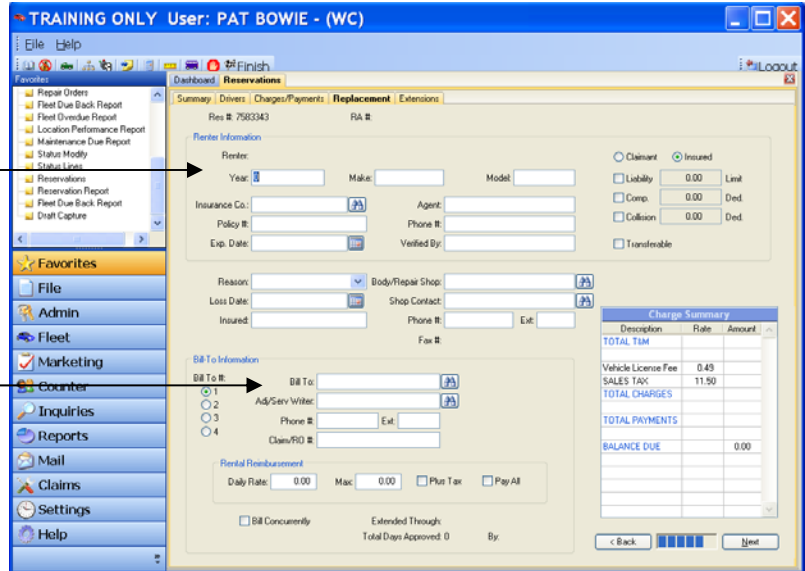 TRAINING ONLY User: PAT BOWIE - (WC)
File Help
Finish Logout
Favorites
Repair Orders
Fleet Due Back Report
Fleet Overdue Report
Location Performance Report
Maintenance Due Report
Status Modify
Status Lines
Reservations
Reservation Report
Fleet Due Back Report
Draft Capture
Favorites
File
Admin
Fleet
Marketing
Counter
Inquiries
Reports
Mail
Claims
Settings
Help
Dashboard Reservations
Summary Drivers Charges/Payments Replacement Extensions
Res #: 7583343 RA #:
Renter Information
Renter: Claimant Insured
Year: 0 Make: Model: Liability 0.00 Limit
Insurance Co.: Agent: Comp. 0.00 Ded.
Policy #: Phone #: Collision 0.00 Ded.
Exp. Date: Verified By: Transferable
Reason: Body/Repair Shop:
Loss Date: Shop Contact:
Insured: Phone #: Ext:
Fax #:
Bill-To Information
Bill To #: Bill To:
1
2 Adj/Serv Writer:
3 Phone #: Ext:
4
Claim/RO #:
Rental Reimbursement
Daily Rate: 0.00 Max: 0.00 Plus Tax Pay All
Bill Concurrently Extended Through:
Total Days Approved: 0 By:
Charge Summary
Description Rate Amount
TOTAL T&M
Vehicle License Fee 0.49
SALES TAX 11.50
TOTAL CHARGES
TOTAL PAYMENTS
BALANCE DUE 0.00
< Back Next